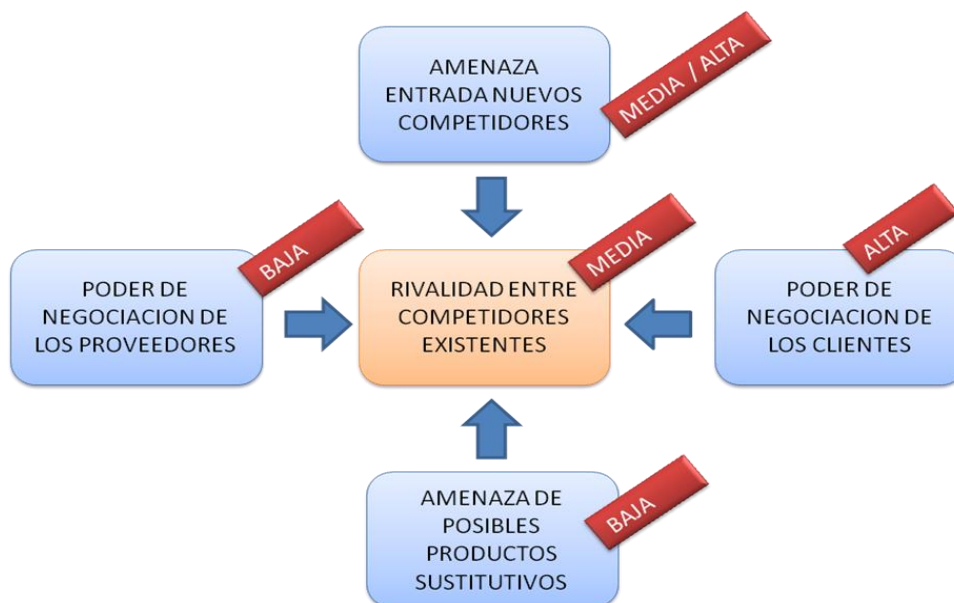 AMENAZA
ENTRADA NUEVOS
COMPETIDORES
MEDIA / ALTA
PODER DE
NEGOCIACION DE
LOS PROVEEDORES
BAJA
RIVALIDAD ENTRE
COMPETIDORES
EXISTENTES
MEDIA
PODER DE
NEGOCIACION DE
LOS CLIENTES
ALTA
AMENAZA DE
POSIBLES
PRODUCTOS
SUSTITUTIVOS
BAJA